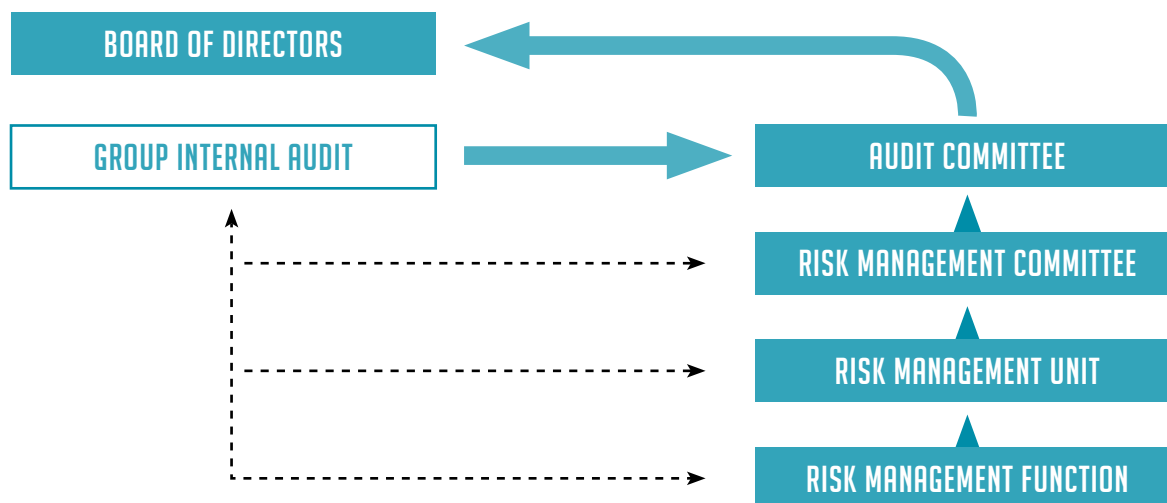 BOARD OF DIRECTORS
GROUP INTERNAL AUDIT
AUDIT COMMITTEE
RISK MANAGEMENT COMMITTEE
RISK MANAGEMENT UNIT
RISK MANAGEMENT FUNCTION